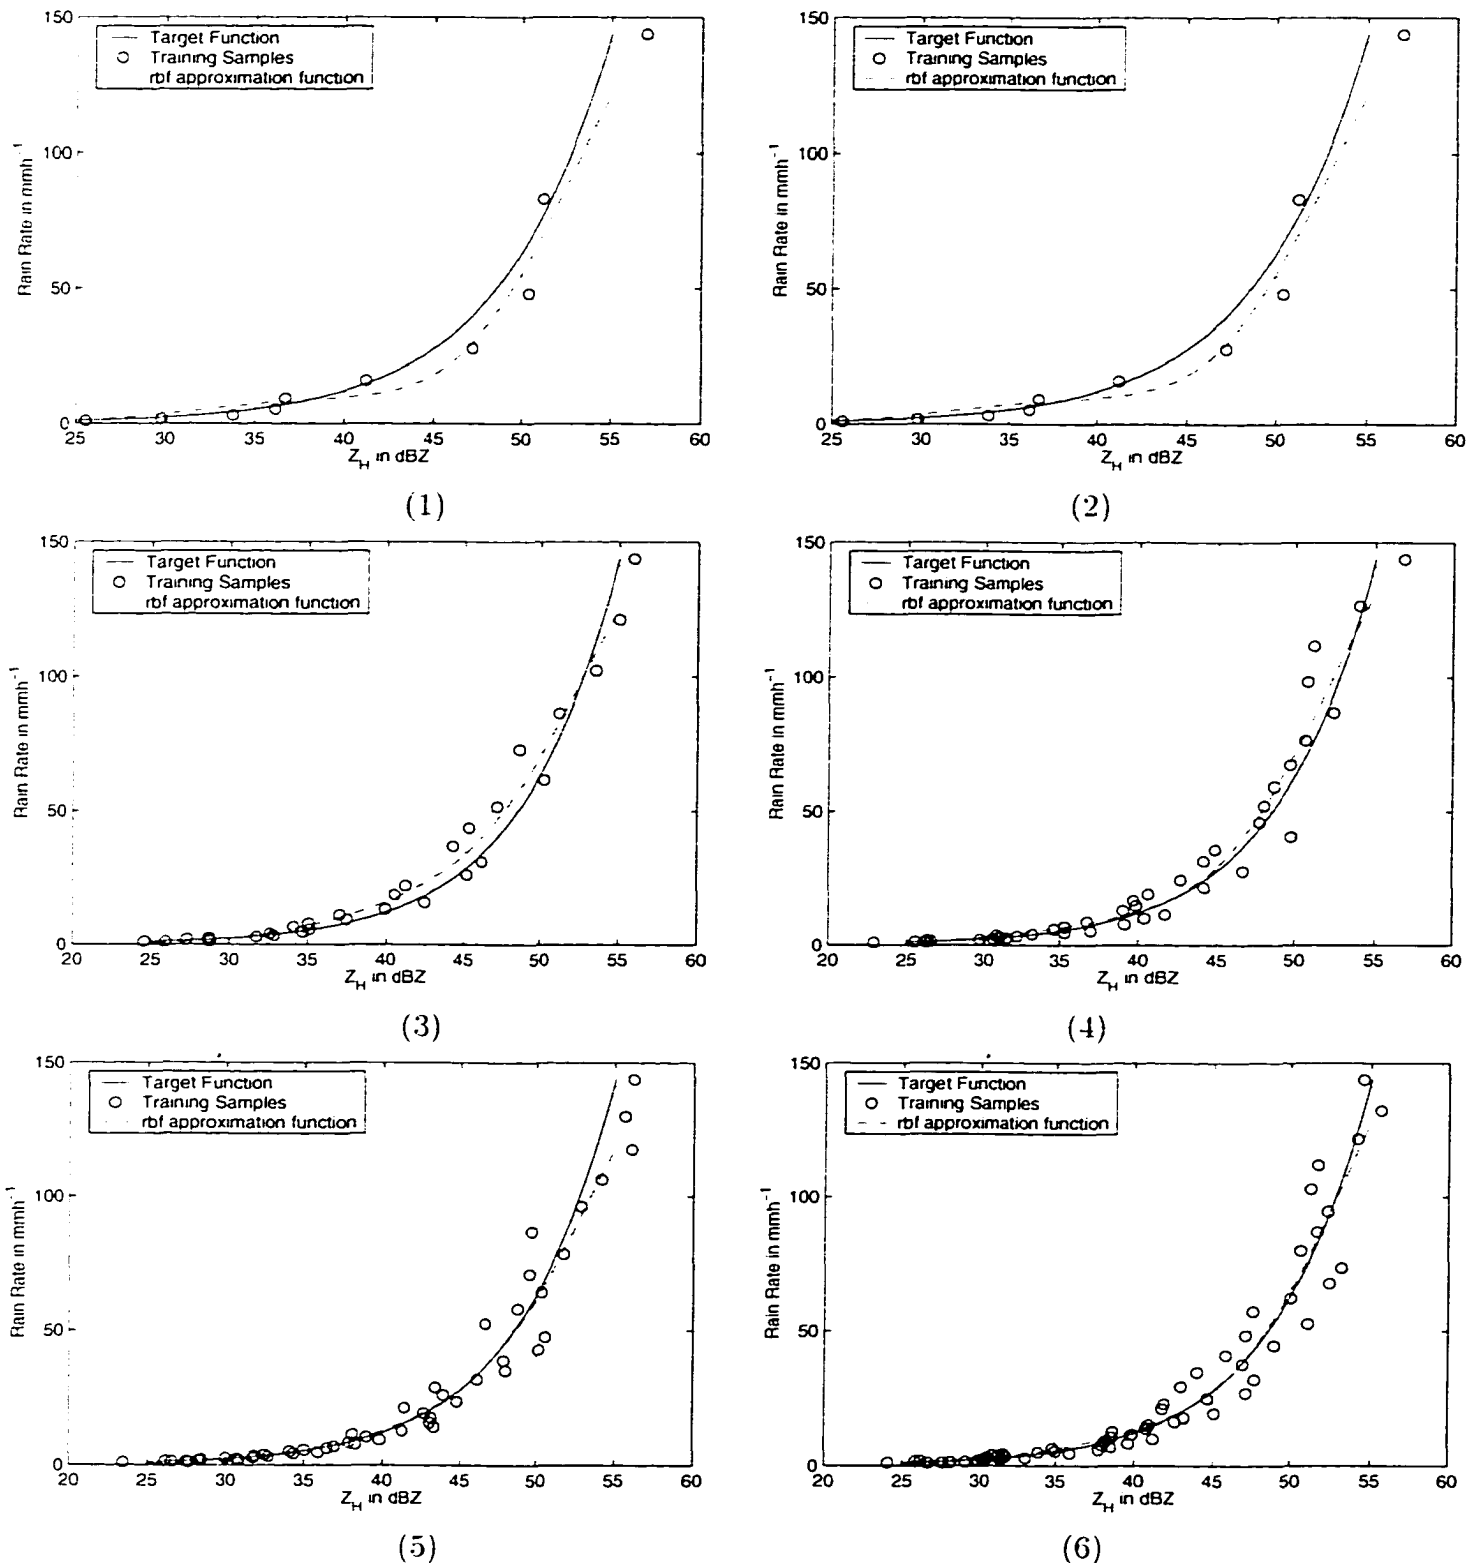 150
100
50
0
Rain Rate in mmh⁻¹
Target Function
Training Samples
rbf approximation function
25 30 35 40 45 50 55 60
Z_H in dBZ
(1)
150
100
50
0
Rain Rate in mmh⁻¹
Target Function
Training Samples
rbf approximation function
25 30 35 40 45 50 55 60
Z_H in dBZ
(2)
150
100
50
0
Rain Rate in mmh⁻¹
Target Function
Training Samples
rbf approximation function
20 25 30 35 40 45 50 55 60
Z_H in dBZ
(3)
150
100
50
0
Rain Rate in mmh⁻¹
Target Function
Training Samples
rbf approximation function
20 25 30 35 40 45 50 55 60
Z_H in dBZ
(4)
150
100
50
0
Rain Rate in mmh⁻¹
Target Function
Training Samples
rbf approximation function
20 25 30 35 40 45 50 55 60
Z_H in dBZ
(5)
150
100
50
0
Rain Rate in mmh⁻¹
Target Function
Training Samples
rbf approximation function
20 25 30 35 40 45 50 55 60
Z_H in dBZ
(6)